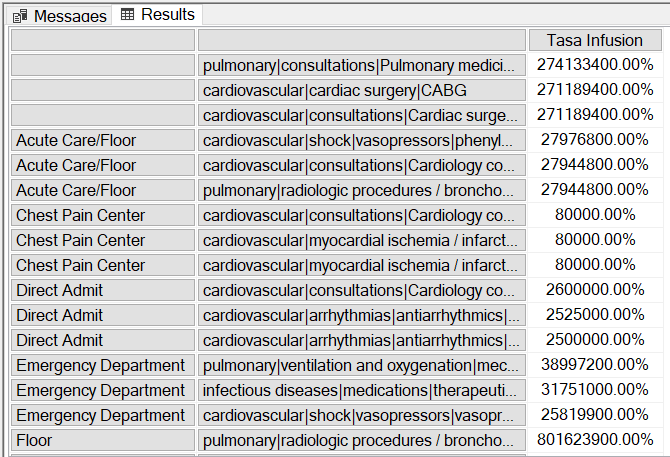 Messages Results
Tasa Infusion
pulmonary|consultations|Pulmonary medici... 274133400.00%
cardiovascular|cardiac surgery|CABG 271189400.00%
cardiovascular|consultations|Cardiac surge... 271189400.00%
Acute Care/Floor cardiovascular|shock|vasopressors|phenyl... 27976800.00%
Acute Care/Floor cardiovascular|consultations|Cardiology co... 27944800.00%
Acute Care/Floor pulmonary|radiologic procedures / broncho... 27944800.00%
Chest Pain Center cardiovascular|consultations|Cardiology co... 80000.00%
Chest Pain Center cardiovascular|myocardial ischemia / infarct... 80000.00%
Chest Pain Center cardiovascular|myocardial ischemia / infarct... 80000.00%
Direct Admit cardiovascular|consultations|Cardiology co... 2600000.00%
Direct Admit cardiovascular|arrhythmias|antiarrhythmics|... 2525000.00%
Direct Admit cardiovascular|arrhythmias|antiarrhythmics|... 2500000.00%
Emergency Department pulmonary|ventilation and oxygenation|mec... 38997200.00%
Emergency Department infectious diseases|medications|therapeuti... 31751000.00%
Emergency Department cardiovascular|shock|vasopressors|vasopr... 25819900.00%
Floor pulmonary|radiologic procedures / broncho... 801623900.00%